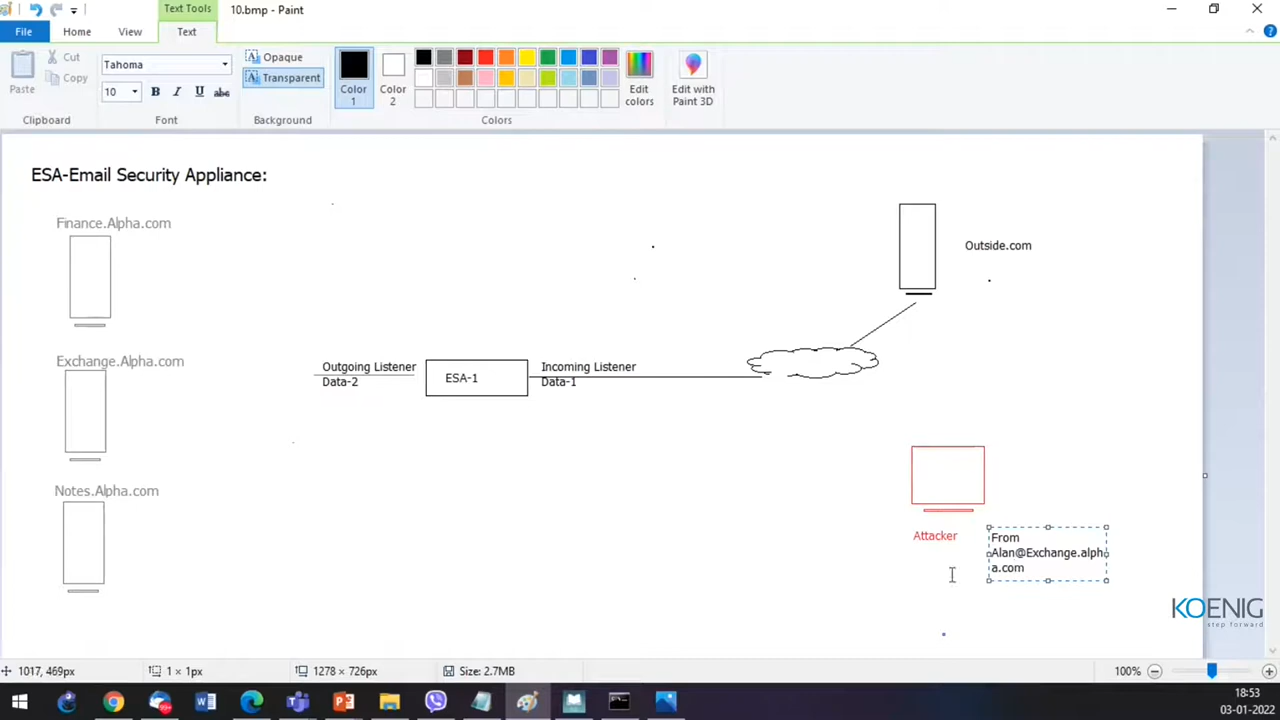 Text Tools
10.bmp - Paint
File
Home
View
Text
Paste
Cut
Copy
Clipboard
Tahoma
10
B I U abc
Font
Opaque
Transparent
Background
Color 1
Color 2
Edit colors
Edit with Paint 3D
Colors
ESA-Email Security Appliance:
Finance.Alpha.com
Exchange.Alpha.com
Notes.Alpha.com
Outgoing Listener
Data-2
ESA-1
Incoming Listener
Data-1
Outside.com
Attacker
From
Alan@Exchange.alph
a.com
KOENIG
step forward
1017, 469px
1 × 1px
1278 × 726px
Size: 2.7MB
100%
18:53
03-01-2022